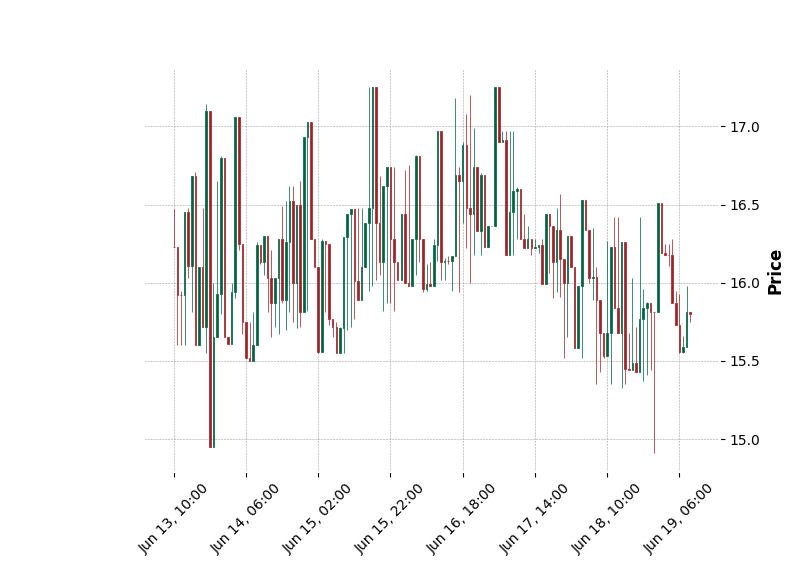 17.0
16.5
16.0
15.5
15.0
Price
Jun 13, 10:00
Jun 14, 06:00
Jun 15, 02:00
Jun 15, 22:00
Jun 16, 18:00
Jun 17, 14:00
Jun 18, 10:00
Jun 19, 06:00